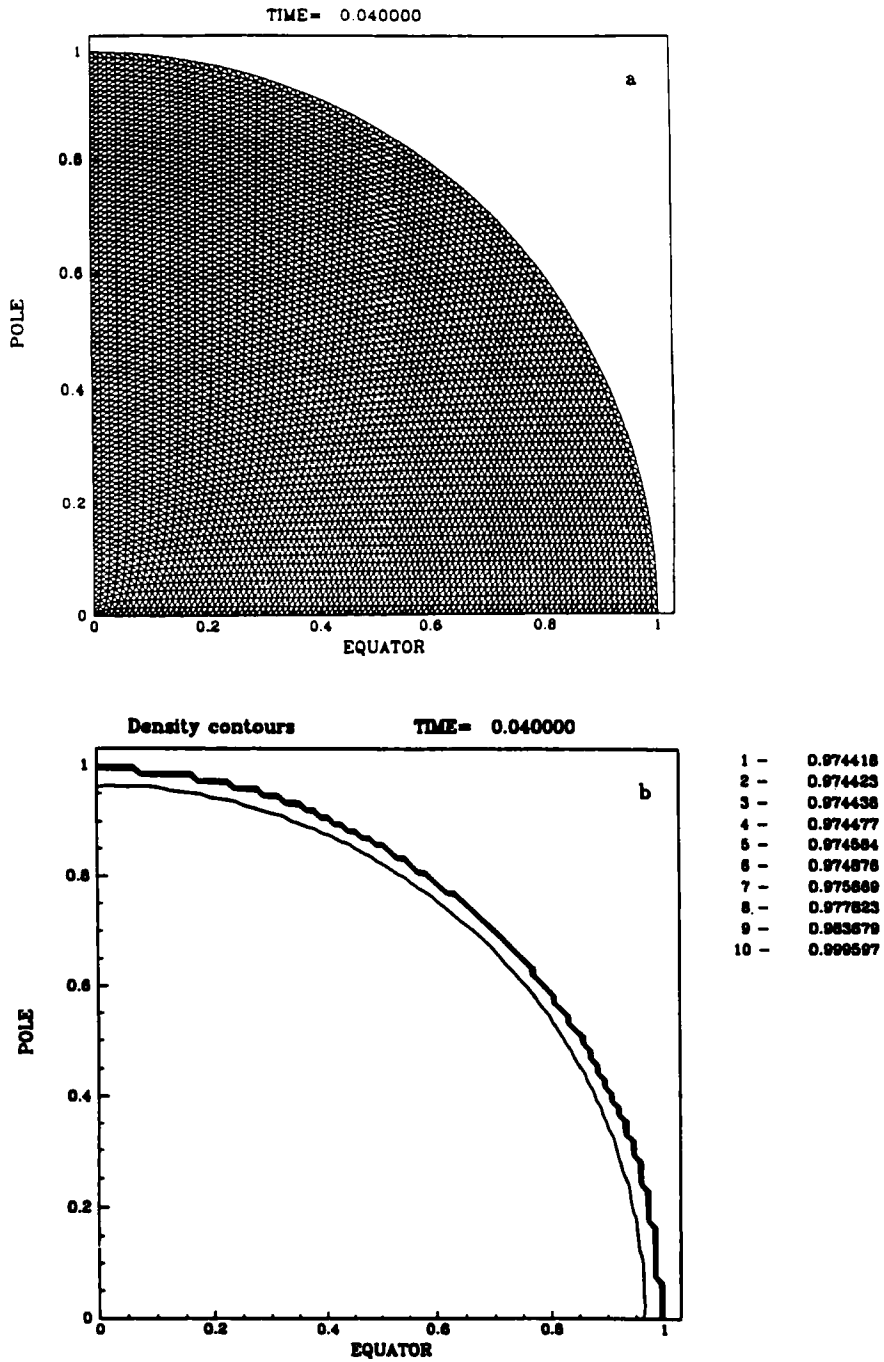 TIME= 0.040000
a
1
0.8
0.6
0.4
0.2
0
POLE
0 0.2 0.4 0.6 0.8 1
EQUATOR
Density contours TIME= 0.040000
b
1
0.8
0.6
0.4
0.2
0
POLE
0 0.2 0.4 0.6 0.8 1
EQUATOR
1 - 0.974418
2 - 0.974423
3 - 0.974438
4 - 0.974477
5 - 0.974584
6 - 0.974876
7 - 0.975669
8 - 0.977823
9 - 0.983679
10 - 0.999597